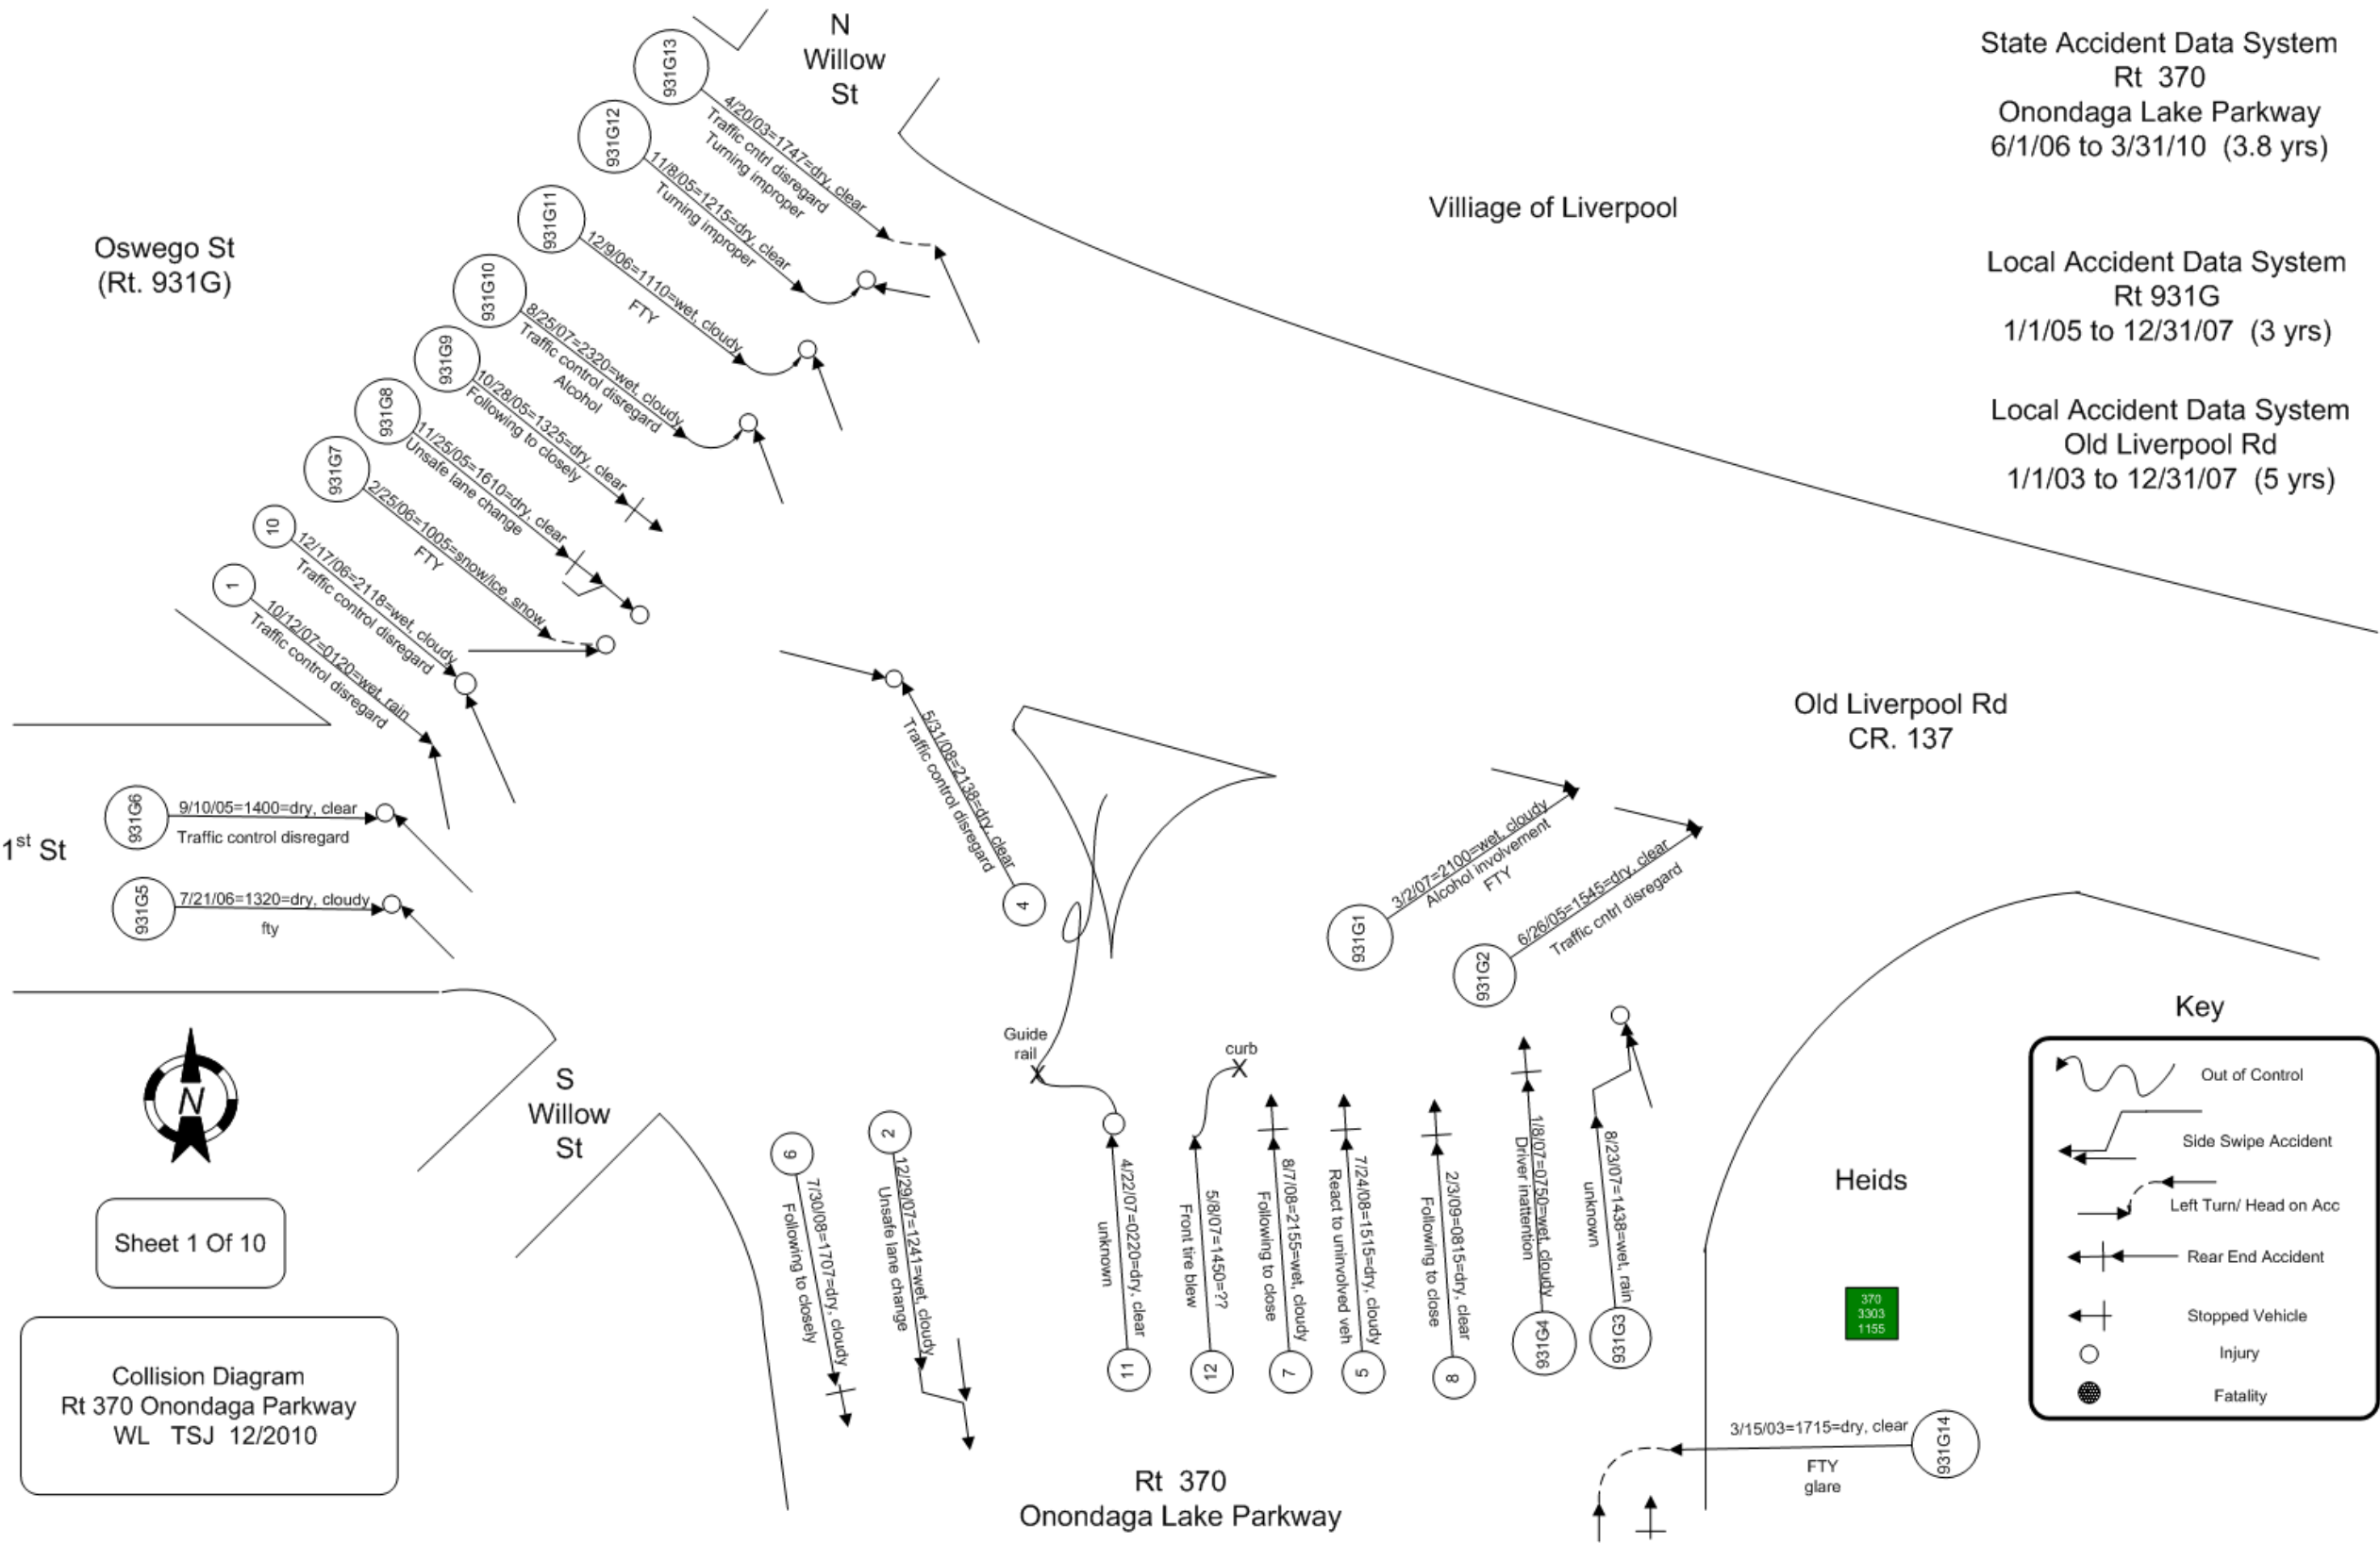 N
Willow
St
State Accident Data System
Rt 370
Onondaga Lake Parkway
6/1/06 to 3/31/10 (3.8 yrs)
Villiage of Liverpool
Local Accident Data System
Rt 931G
1/1/05 to 12/31/07 (3 yrs)
Local Accident Data System
Old Liverpool Rd
1/1/03 to 12/31/07 (5 yrs)
Oswego St
(Rt. 931G)
931G13
4/20/03=1747=dry, clear
Traffic cntrl disregard
Turning improper
931G12
11/8/05=1215=dry, clear
Turning improper
931G11
12/9/06=1110=wet, cloudy
FTY
931G10
8/25/07=2320=wet, cloudy
Traffic control disregard
Alcohol
931G9
10/28/05=1325=dry, clear
Following to closely
931G8
11/25/05=1610=dry, clear
Unsafe lane change
931G7
2/25/06=1005=snow/ice, snow
FTY
10
12/17/06=2118=wet, cloudy
Traffic control disregard
1
10/12/07=0120=wet, rain
Traffic control disregard
931G6
9/10/05=1400=dry, clear
Traffic control disregard
1st St
931G5
7/21/06=1320=dry, cloudy
fty
5/31/08=2138=dry, clear
Traffic control disregard
4
Old Liverpool Rd
CR. 137
3/2/07=2100=wet, cloudy
Alcohol involvement
FTY
931G1
6/26/05=1545=dry, clear
Traffic cntrl disregard
931G2
N
S
Willow
St
Guide
rail
X
curb
X
6
7/30/08=1707=dry, cloudy
Following to closely
2
12/29/07=1241=wet, cloudy
Unsafe lane change
4/22/07=0220=dry, clear
unknown
11
5/8/07=1450=??
Front tire blew
12
8/7/08=2155=wet, cloudy
Following to close
7
7/24/08=1515=dry, cloudy
React to uninvolved veh
5
2/3/09=0815=dry, clear
Following to close
8
1/8/07=0750=wet, cloudy
Driver inattention
931G4
8/23/07=1438=wet, rain
unknown
931G3
Heids
370
3303
1155
Key
Out of Control
Side Swipe Accident
Left Turn/ Head on Acc
Rear End Accident
Stopped Vehicle
Injury
Fatality
3/15/03=1715=dry, clear
FTY
glare
931G14
Sheet 1 Of 10
Collision Diagram
Rt 370 Onondaga Parkway
WL TSJ 12/2010
Rt 370
Onondaga Lake Parkway